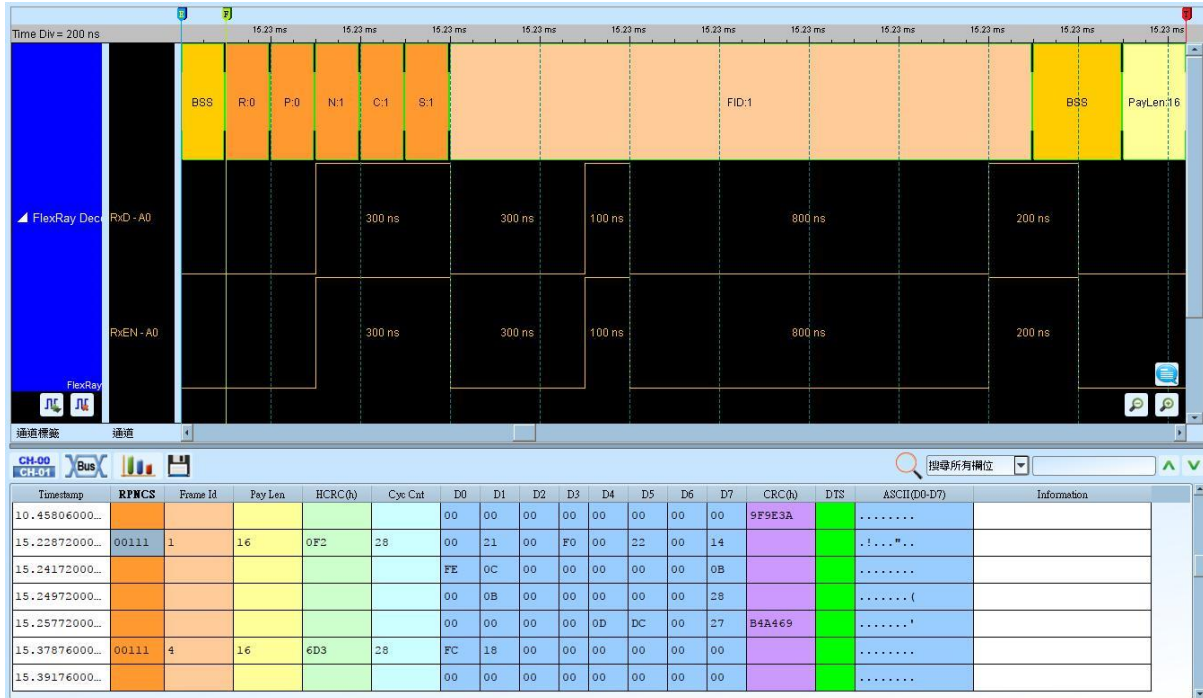 E F T
Time Div = 200 ns 15.23 ms 15.23 ms 15.23 ms 15.23 ms 15.23 ms 15.23 ms 15.23 ms 15.23 ms 15.23 ms 15.23 ms 15.23 ms
BSS R:0 P:0 N:1 C:1 S:1 FID:1 BSS PayLen:16
FlexRay Deco RxD - A0 300 ns 300 ns 100 ns 800 ns 200 ns
RxEN - A0 300 ns 300 ns 100 ns 800 ns 200 ns
FlexRay
通道標籤 通道
CH-00
CH-01 Bus 搜尋所有欄位
Timestamp RPNCS Frame Id Pay Len HCRC(h) Cyc Cnt D0 D1 D2 D3 D4 D5 D6 D7 CRC(h) DTS ASCII(D0-D7) Information
10.45806000... 00 00 00 00 00 00 00 00 9F9E3A ........
15.22872000... 00111 1 16 0F2 28 00 21 00 F0 00 22 00 14 .!..."..
15.24172000... FE 0C 00 00 00 00 00 0B ........
15.24972000... 00 0B 00 00 00 00 00 28 .......(
15.25772000... 00 00 00 00 0D DC 00 27 B4A469 .......'
15.37876000... 00111 4 16 6D3 28 FC 18 00 00 00 00 00 00 ........
15.39176000... 00 00 00 00 00 00 00 00 ........